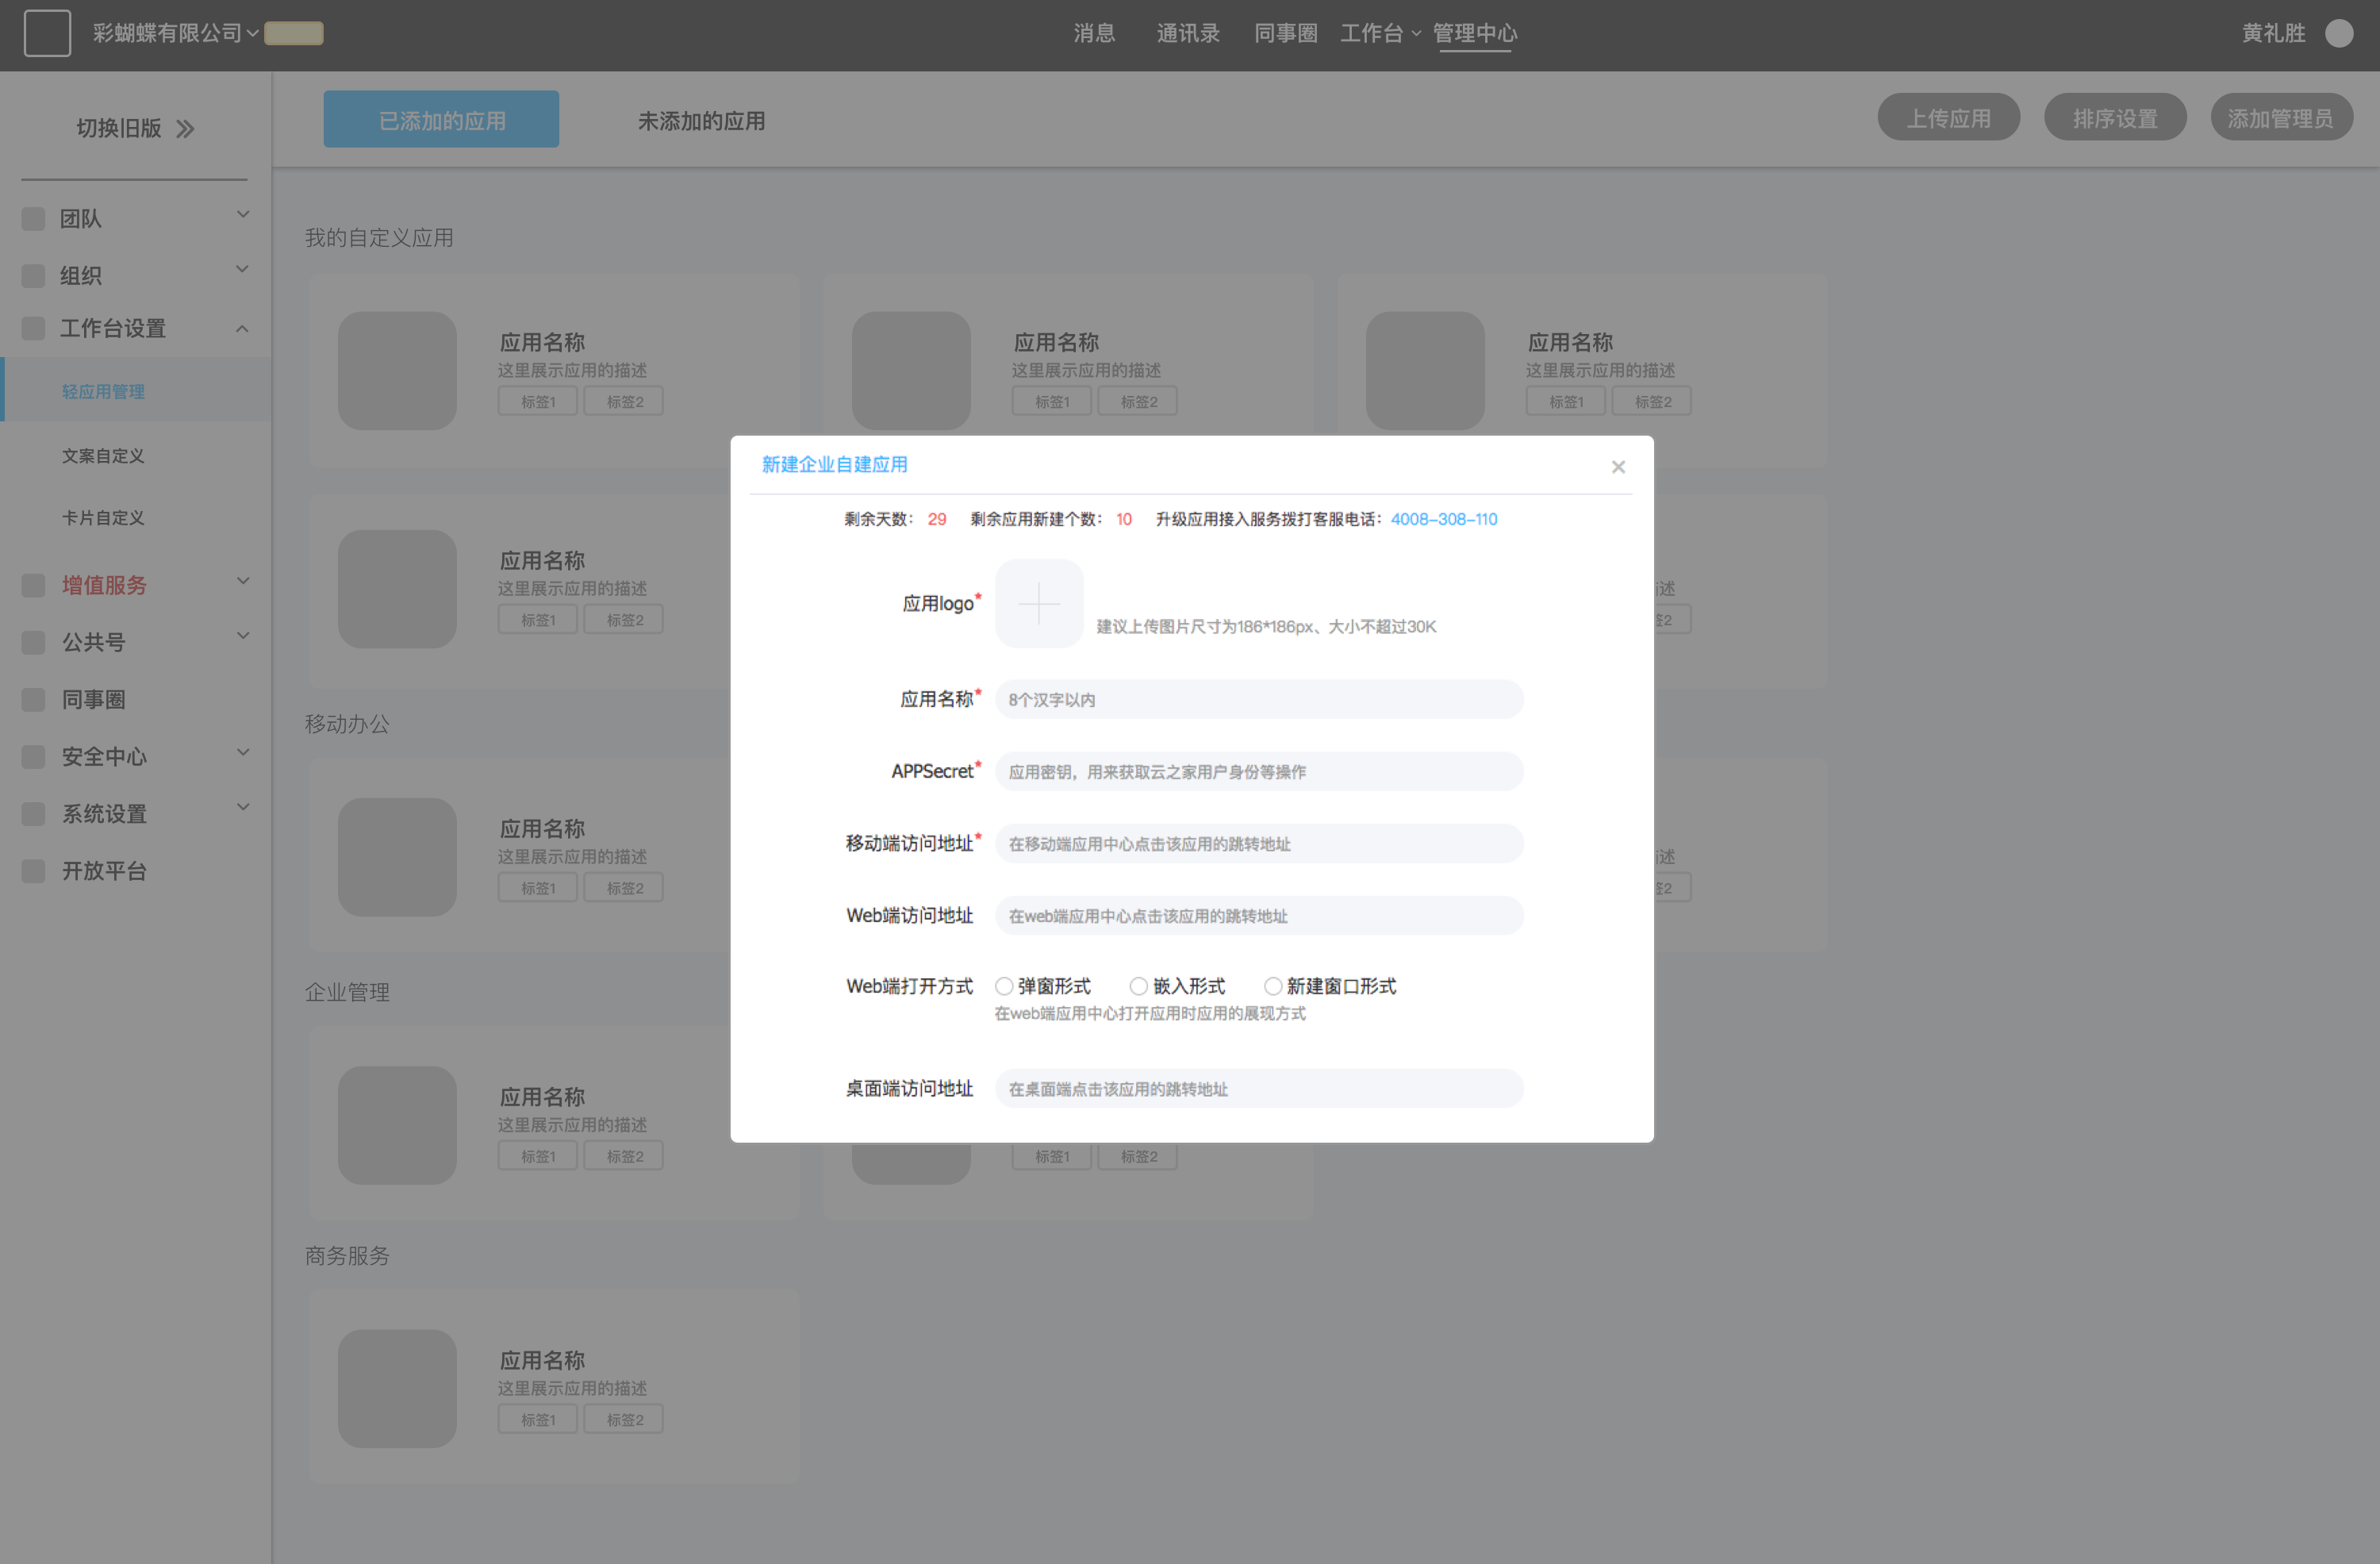 彩蝴蝶有限公司
消息 通讯录 同事圈 工作台 管理中心
黄礼胜
切换旧版
已添加的应用 未添加的应用
上传应用 排序设置 添加管理员
团队
组织
工作台设置
轻应用管理
文案自定义
卡片自定义
增值服务
公共号
同事圈
安全中心
系统设置
开放平台
我的自定义应用
应用名称
这里展示应用的描述
标签1 标签2
应用名称
这里展示应用的描述
标签1 标签2
应用名称
这里展示应用的描述
标签1 标签2
应用名称
这里展示应用的描述
标签1 标签2
述
2
移动办公
应用名称
这里展示应用的描述
标签1 标签2
述
2
企业管理
应用名称
这里展示应用的描述
标签1 标签2
标签1 标签2
商务服务
应用名称
这里展示应用的描述
标签1 标签2
新建企业自建应用
剩余天数: 29 剩余应用新建个数: 10 升级应用接入服务拨打客服电话: 4008-308-110
应用logo*
建议上传图片尺寸为186*186px、大小不超过30K
应用名称* 8个汉字以内
APPSecret* 应用密钥，用来获取云之家用户身份等操作
移动端访问地址* 在移动端应用中心点击该应用的跳转地址
Web端访问地址 在web端应用中心点击该应用的跳转地址
Web端打开方式 弹窗形式 嵌入形式 新建窗口形式
在web端应用中心打开应用时应用的展现方式
桌面端访问地址 在桌面端点击该应用的跳转地址